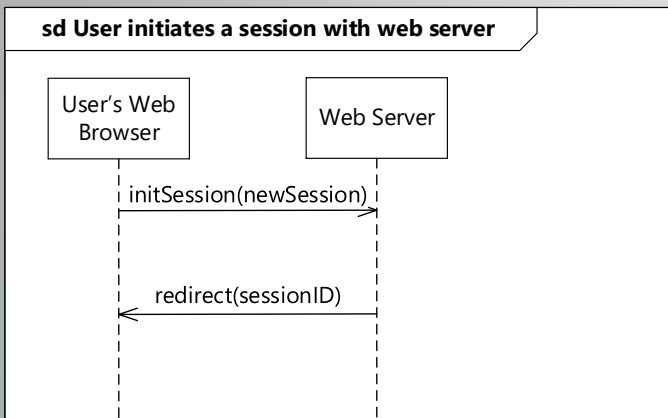 sd User initiates a session with web server
User’s Web
Browser
Web Server
initSession(newSession)
redirect(sessionID)